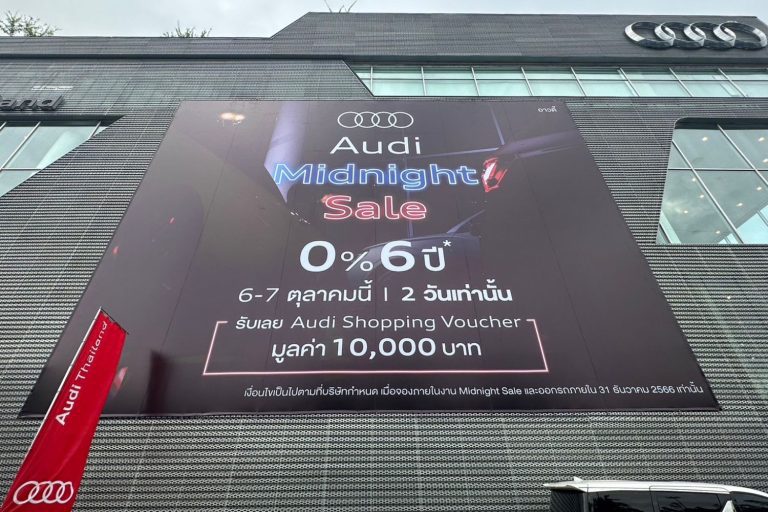 อาวดี้
Audi
Midnight
Sale
0% 6 ปี*
6-7 ตุลาคมนี้ | 2 วันเท่านั้น
รับเลย Audi Shopping Voucher
มูลค่า 10,000 บาท
เงื่อนไขเป็นไปตามที่บริษัทกำหนด เมื่อจองภายในงาน Midnight Sale และออกรถภายใน 31 ธันวาคม 2566 เท่านั้น
Audi Thailand